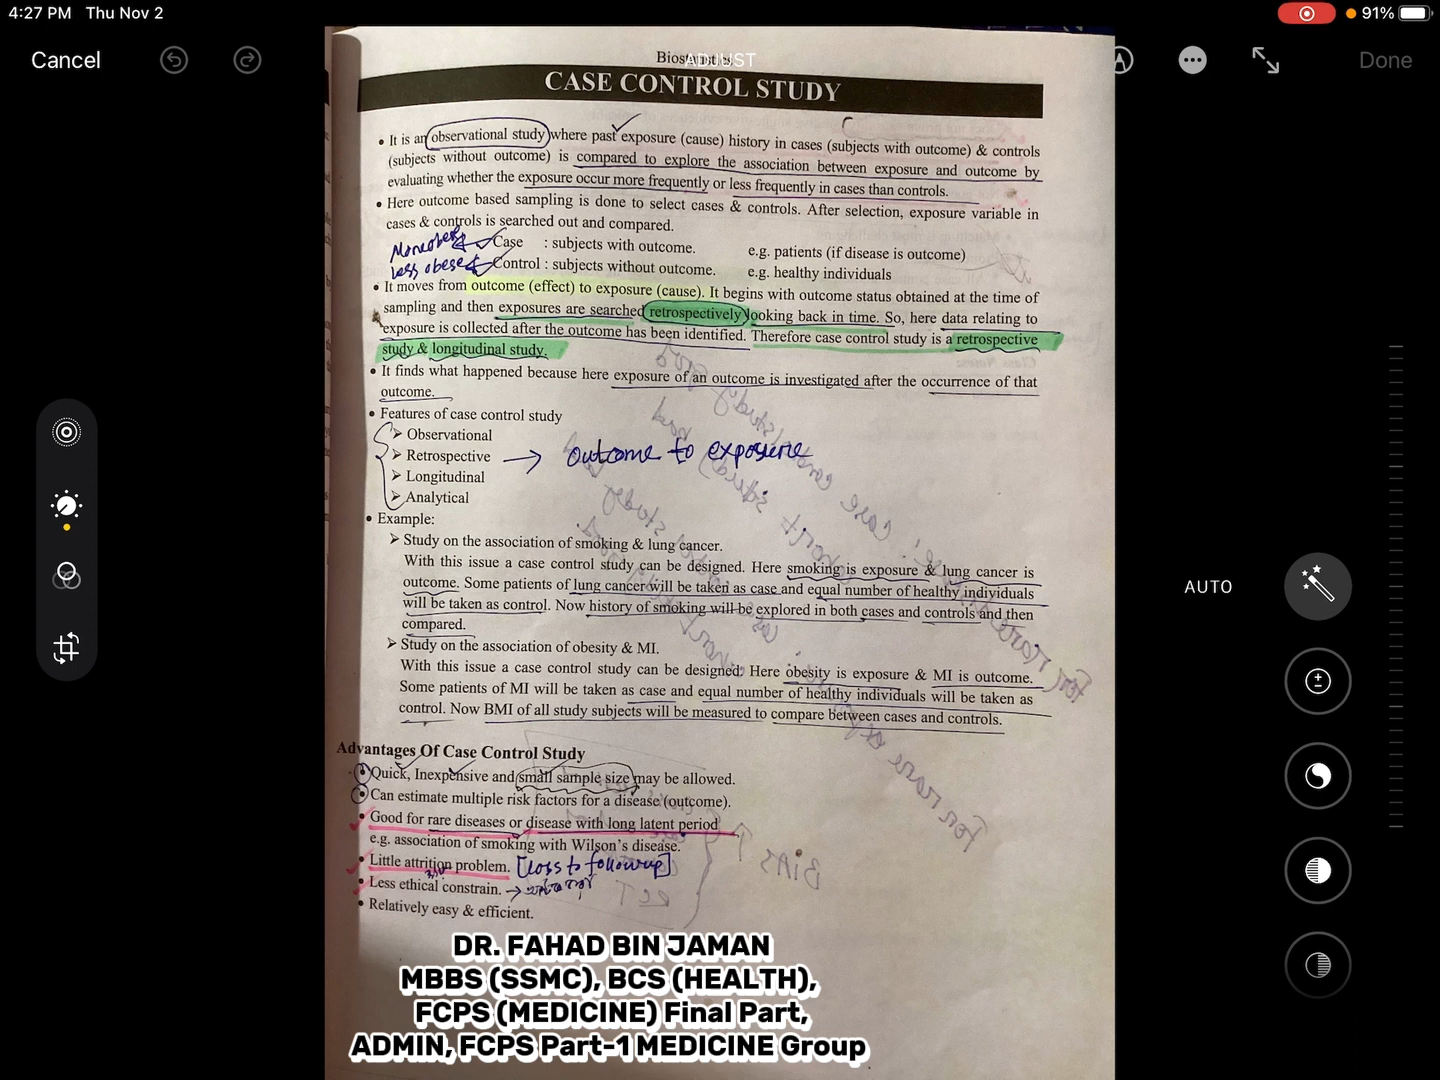 4:27 PM Thu Nov 2
91%
Cancel
ADJUST
Done
Biostatistics
CASE CONTROL STUDY
• It is an observational study where past exposure (cause) history in cases (subjects with outcome) & controls
(subjects without outcome) is compared to explore the association between exposure and outcome by
evaluating whether the exposure occur more frequently or less frequently in cases than controls.
• Here outcome based sampling is done to select cases & controls. After selection, exposure variable in
cases & controls is searched out and compared.
More obese Case : subjects with outcome. e.g. patients (if disease is outcome)
Less obese Control : subjects without outcome. e.g. healthy individuals
• It moves from outcome (effect) to exposure (cause). It begins with outcome status obtained at the time of
sampling and then exposures are searched retrospectively looking back in time. So, here data relating to
exposure is collected after the outcome has been identified. Therefore case control study is a retrospective
study & longitudinal study.
• It finds what happened because here exposure of an outcome is investigated after the occurrence of that
outcome.
• Features of case control study
➢ Observational
➢ Retrospective → outcome to exposure
➢ Longitudinal
➢ Analytical
• Example:
➢ Study on the association of smoking & lung cancer.
With this issue a case control study can be designed. Here smoking is exposure & lung cancer is
outcome. Some patients of lung cancer will be taken as case and equal number of healthy individuals
will be taken as control. Now history of smoking will be explored in both cases and controls and then
compared.
➢ Study on the association of obesity & MI.
With this issue a case control study can be designed. Here obesity is exposure & MI is outcome.
Some patients of MI will be taken as case and equal number of healthy individuals will be taken as
control. Now BMI of all study subjects will be measured to compare between cases and controls.
Advantages Of Case Control Study
• Quick, Inexpensive and small sample size may be allowed.
• Can estimate multiple risk factors for a disease (outcome).
• Good for rare diseases or disease with long latent period
e.g. association of smoking with Wilson's disease.
• Little attrition problem. [Loss to followup]
• Less ethical constrain. →
• Relatively easy & efficient.
AUTO
DR. FAHAD BIN JAMAN
MBBS (SSMC), BCS (HEALTH),
FCPS (MEDICINE) Final Part,
ADMIN, FCPS Part-1 MEDICINE Group